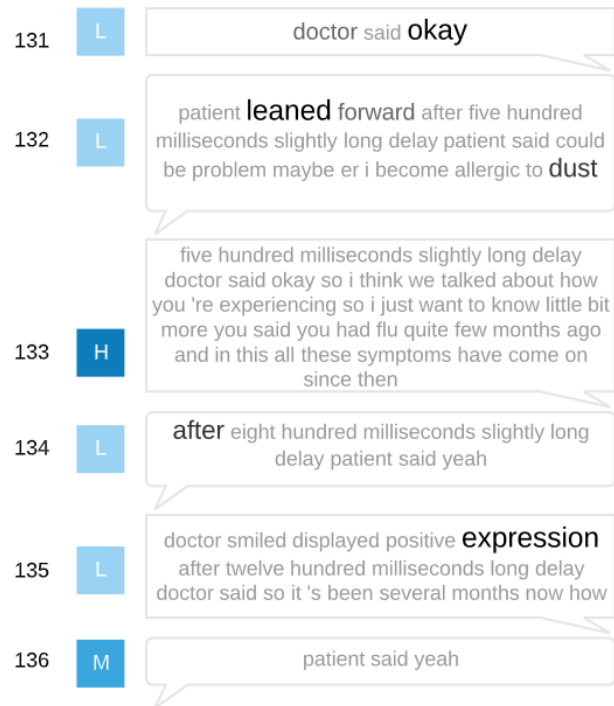 131 L doctor said okay
132 L patient leaned forward after five hundred
milliseconds slightly long delay patient said could
be problem maybe er i become allergic to dust
133 H five hundred milliseconds slightly long delay
doctor said okay so i think we talked about how
you 're experiencing so i just want to know little bit
more you said you had flu quite few months ago
and in this all these symptoms have come on
since then
134 L after eight hundred milliseconds slightly long
delay patient said yeah
135 L doctor smiled displayed positive expression
after twelve hundred milliseconds long delay
doctor said so it 's been several months now how
136 M patient said yeah